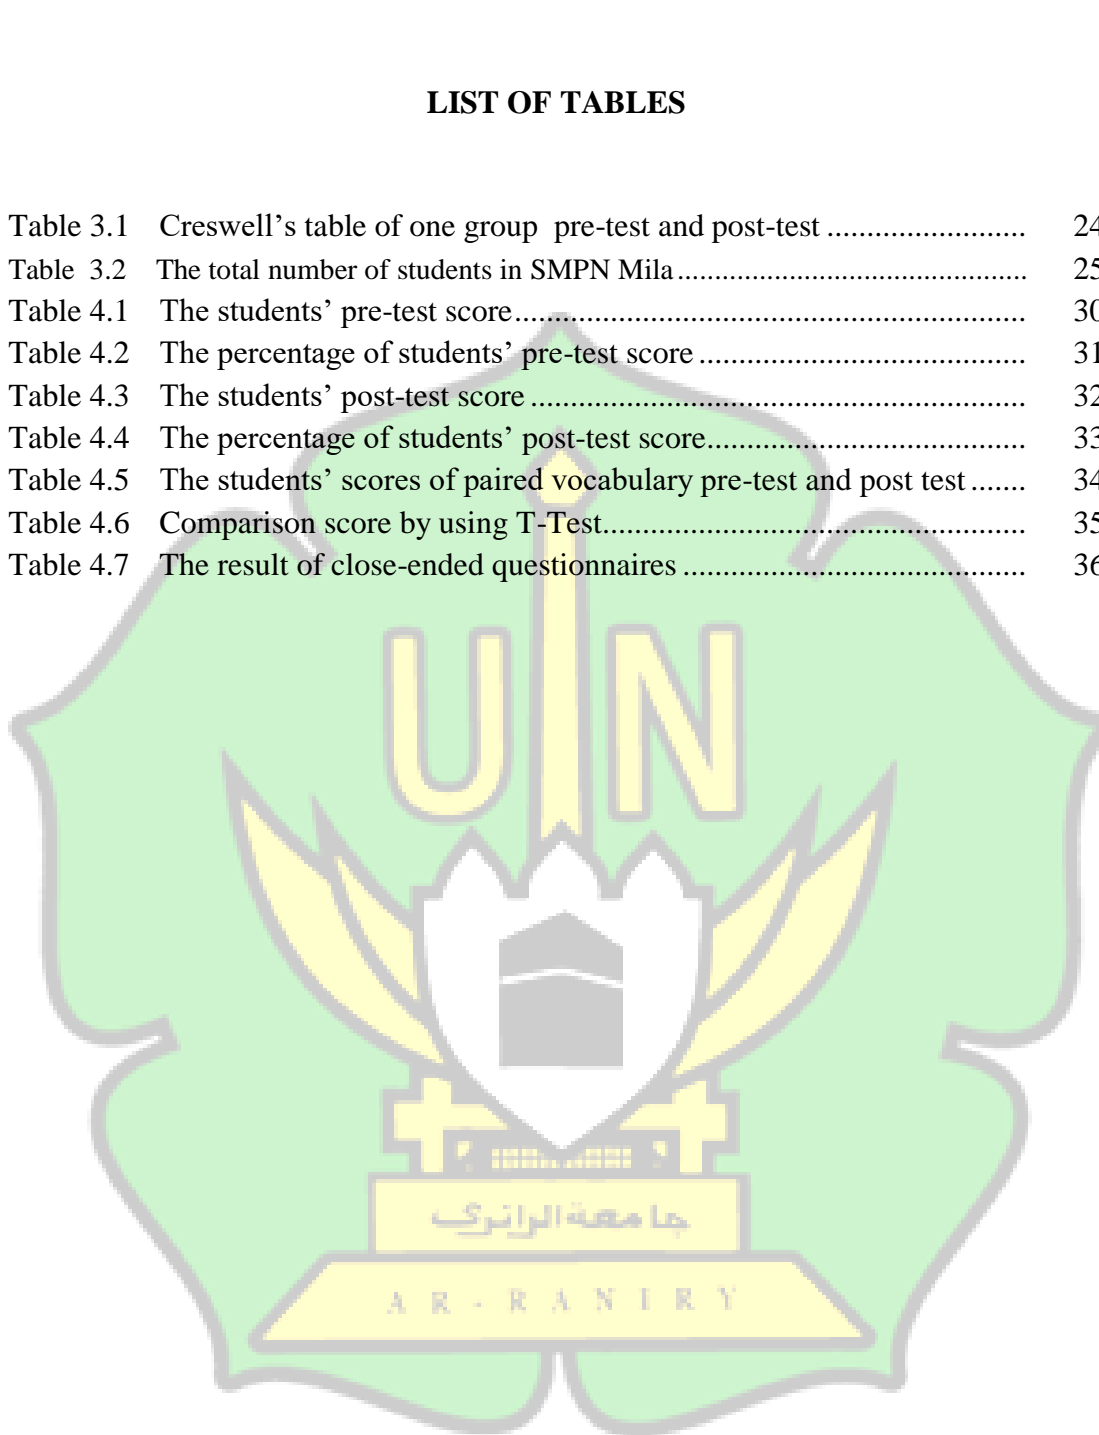 LIST OF TABLES
Table 3.1 Creswell’s table of one group  pre-test and post-test ......................... 24
Table  3.2 The total number of students in SMPN Mila............................................... 25
Table 4.1 The students’ pre-test score................................................................ 30
Table 4.2 The percentage of students’ pre-test score ......................................... 31
Table 4.3 The students’ post-test score .............................................................. 32
Table 4.4 The percentage of students’ post-test score........................................ 33
Table 4.5 The students’ scores of paired vocabulary pre-test and post test ....... 34
Table 4.6 Comparison score by using T-Test..................................................... 35
Table 4.7 The result of close-ended questionnaires ........................................... 36
UIN
جامعة الرانري
AR-RANIRY